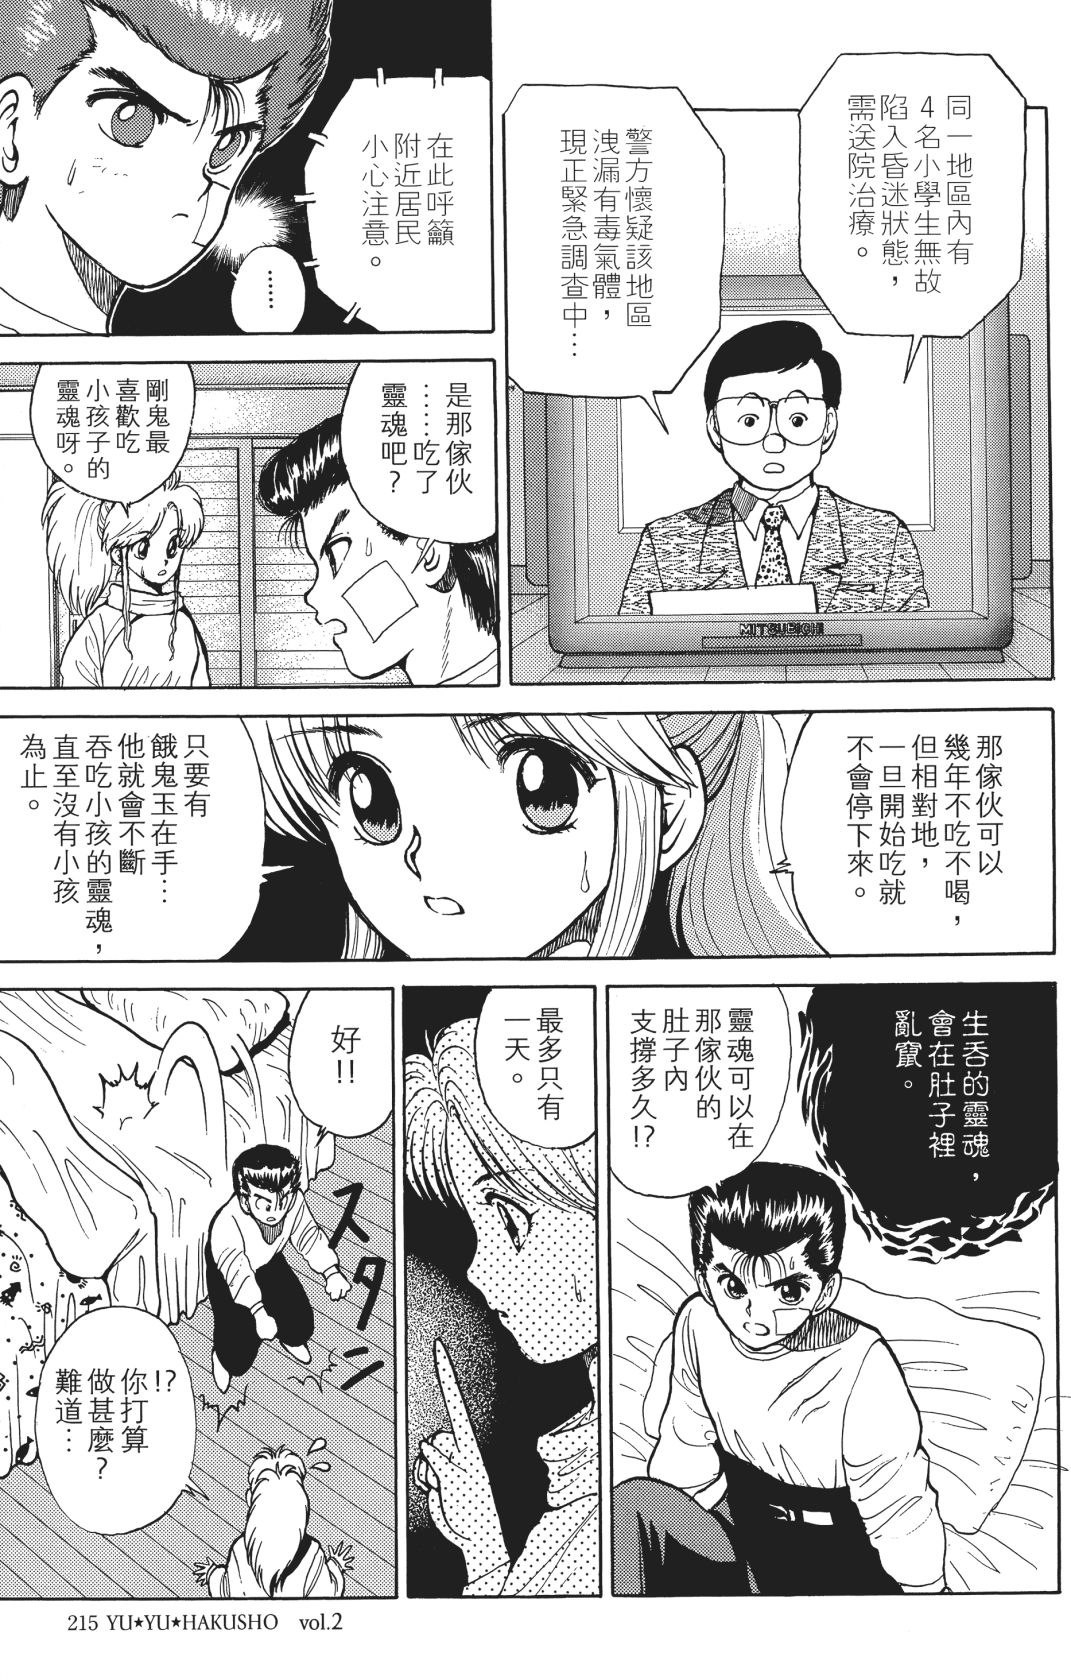 同一地區內有
4名小學生無故
陷入昏迷狀態，
需送院治療。
警方懷疑該地區
洩漏有毒氣體，
現正緊急調查中…
MITSUBICHI
在此呼籲
附近居民
小心注意。
……
是那傢伙
……吃了
靈魂吧？
剛鬼最
喜歡吃
小孩子的
靈魂呀。
那傢伙可以
幾年不吃不喝，
但相對地，
一旦開始吃就
不會停下來。
只要有
餓鬼玉在手…
他就會不斷
吞吃小孩的靈魂，
直至沒有小孩
為止。
生吞的靈魂，
會在肚子裡
亂竄。
靈魂可以在
那傢伙的
肚子內
支撐多久!?
最多只有
一天。
好!!
スタン
!?
你打算
做甚麼？
難道…
215 YU★YU★HAKUSHO vol.2